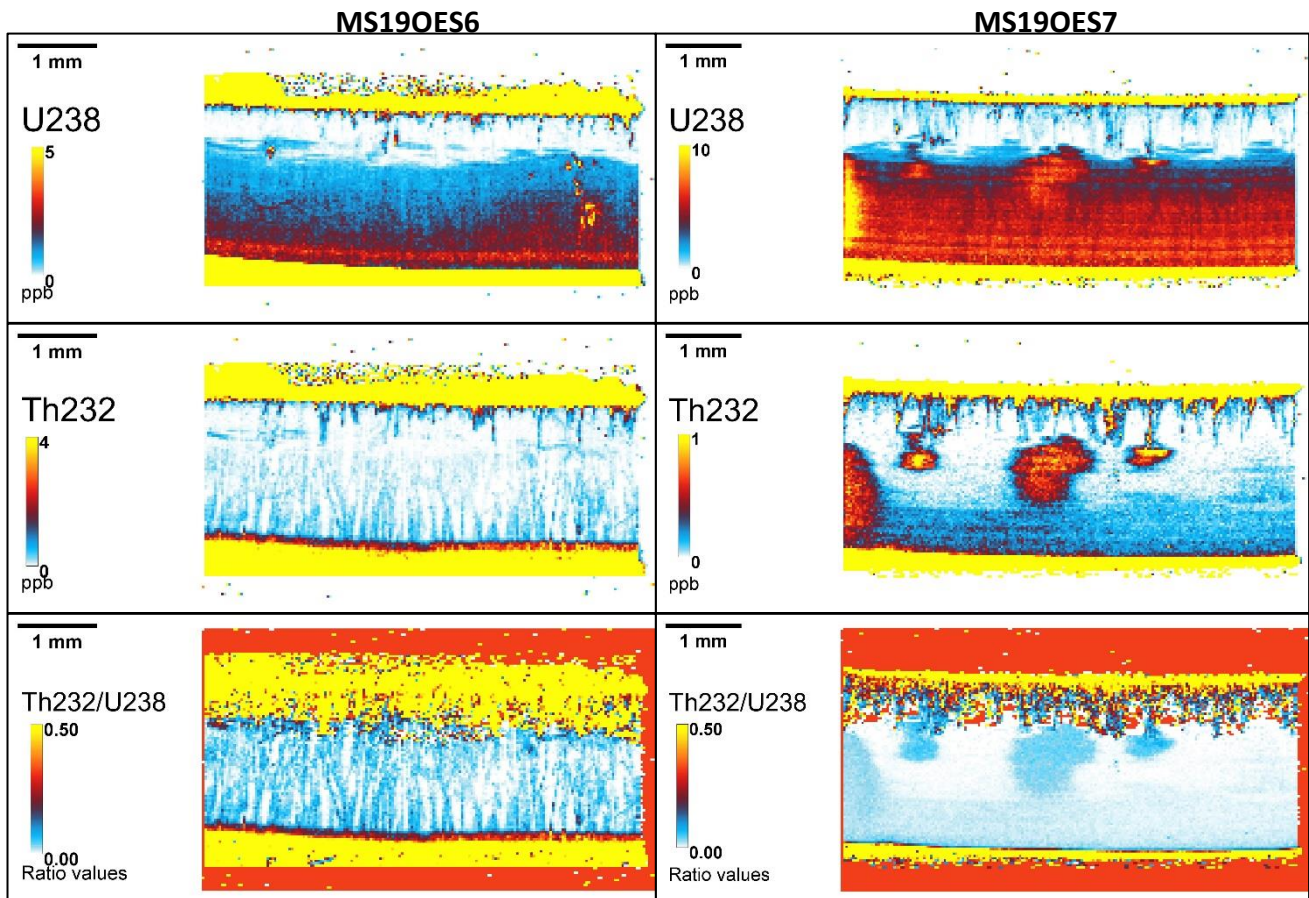 MS19OES6
MS19OES7
1 mm
U238
5
0
ppb
1 mm
U238
10
0
ppb
1 mm
Th232
4
0
ppb
1 mm
Th232
1
0
ppb
1 mm
Th232/U238
0.50
0.00
Ratio values
1 mm
Th232/U238
0.50
0.00
Ratio values